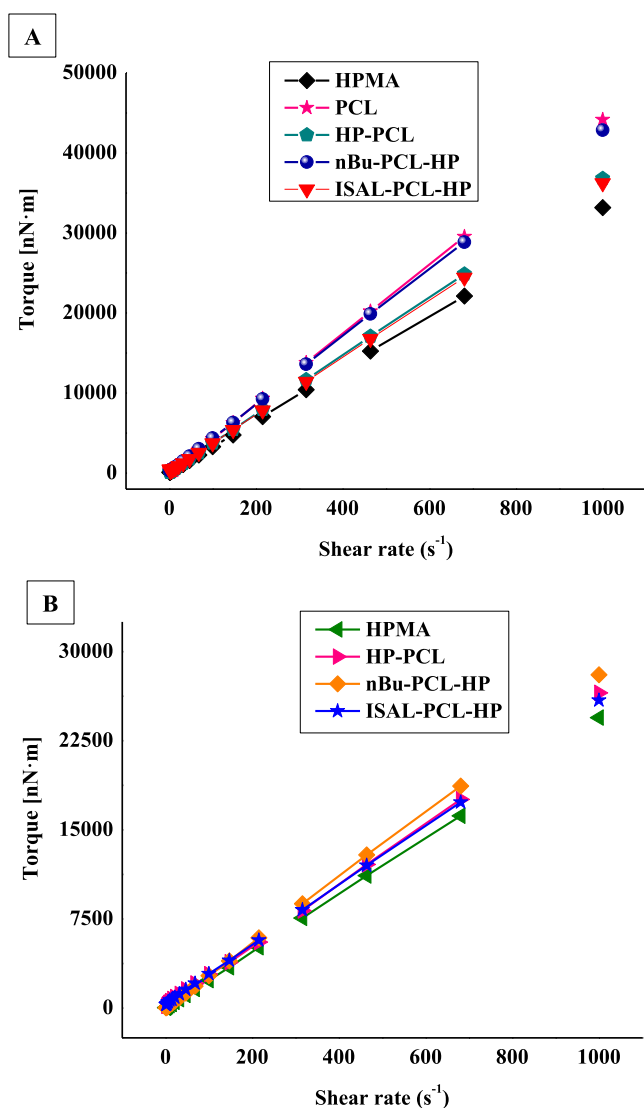 A
50000
40000
30000
20000
10000
0
Torque [nN·m]
HPMA
PCL
HP-PCL
nBu-PCL-HP
ISAL-PCL-HP
0 200 400 600 800 1000
Shear rate (s⁻¹)
B
30000
22500
15000
7500
0
Torque [nN·m]
HPMA
HP-PCL
nBu-PCL-HP
ISAL-PCL-HP
0 200 400 600 800 1000
Shear rate (s⁻¹)